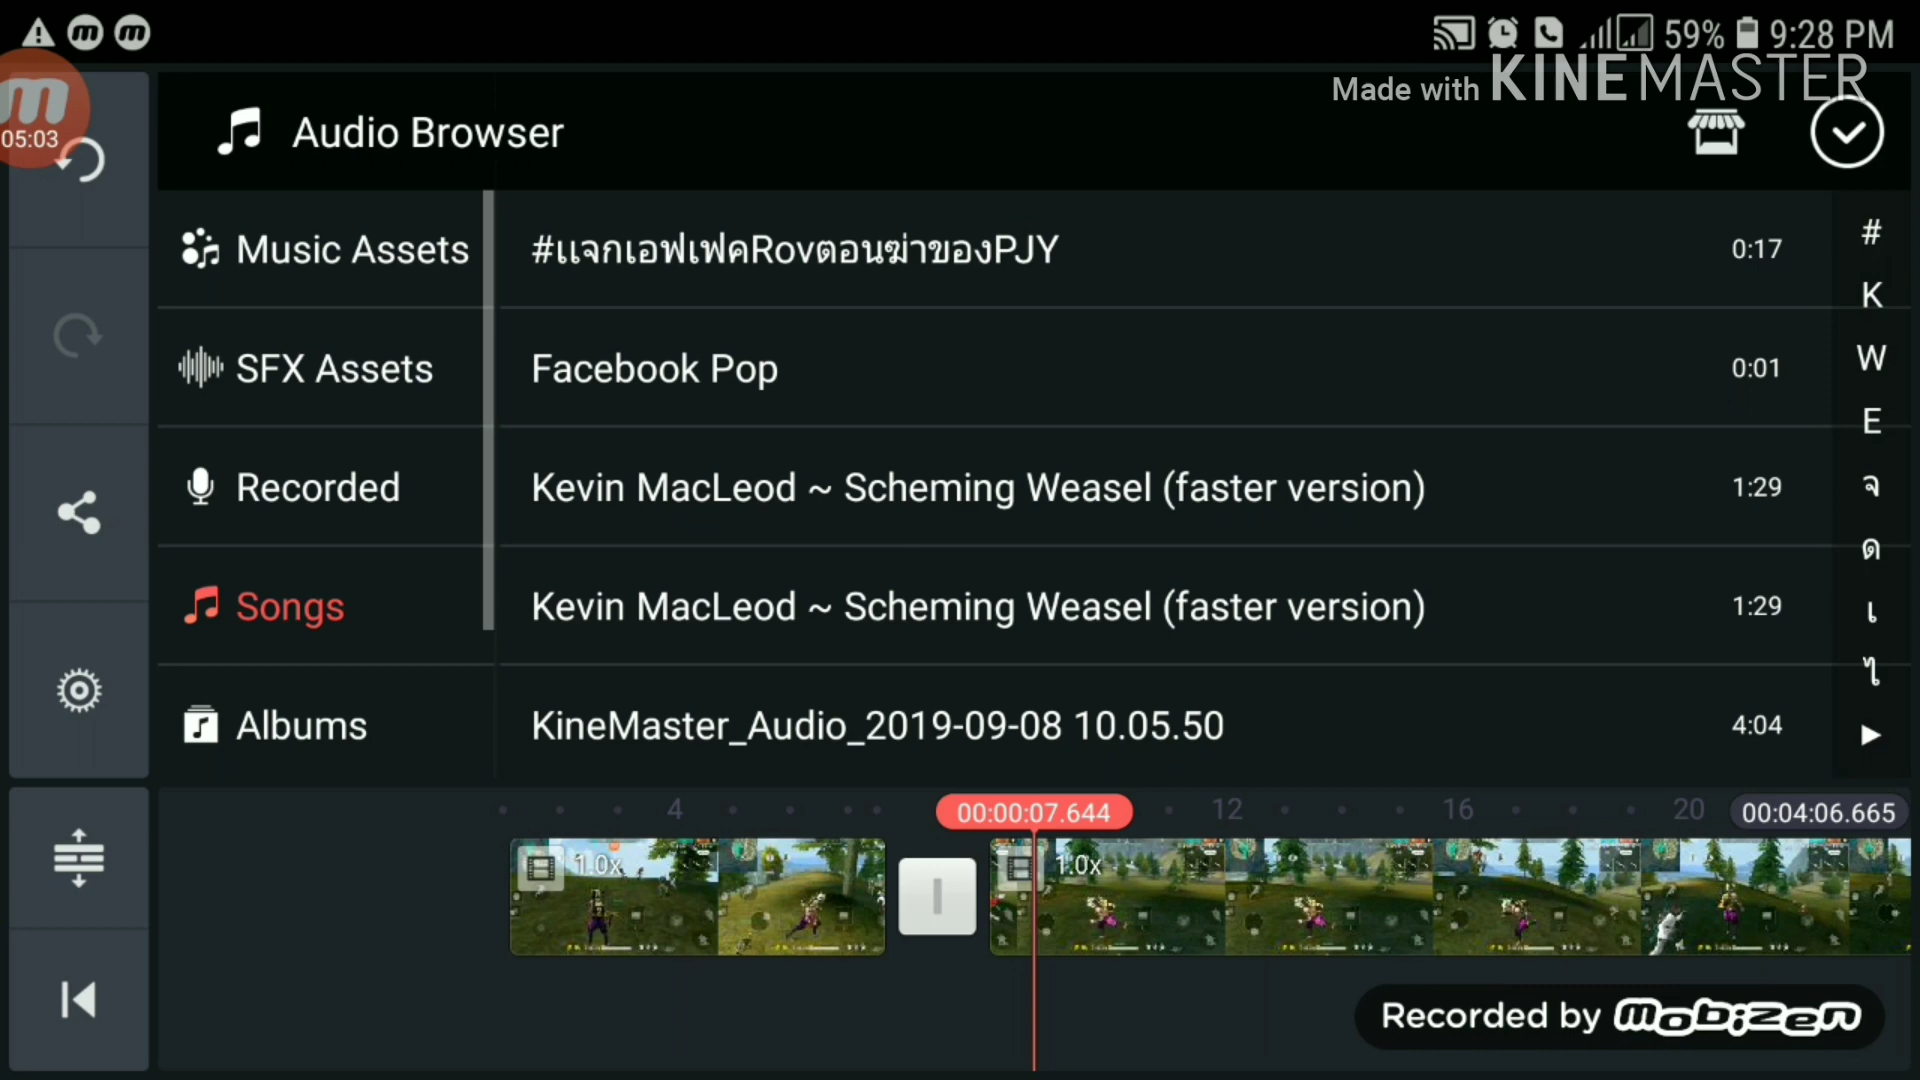 59% 9:28 PM
Made with KINEMASTER
05:03
Audio Browser
Music Assets
SFX Assets
Recorded
Songs
Albums
#แจกเอฟเฟคRovตอนฆ่าของPJY 0:17
Facebook Pop 0:01
Kevin MacLeod ~ Scheming Weasel (faster version) 1:29
Kevin MacLeod ~ Scheming Weasel (faster version) 1:29
KineMaster_Audio_2019-09-08 10.05.50 4:04
#
K
W
E
จ
ด
เ
ไ
4 00:00:07.644 12 16 20 00:04:06.665
1.0x 1.0x
Recorded by mobizen